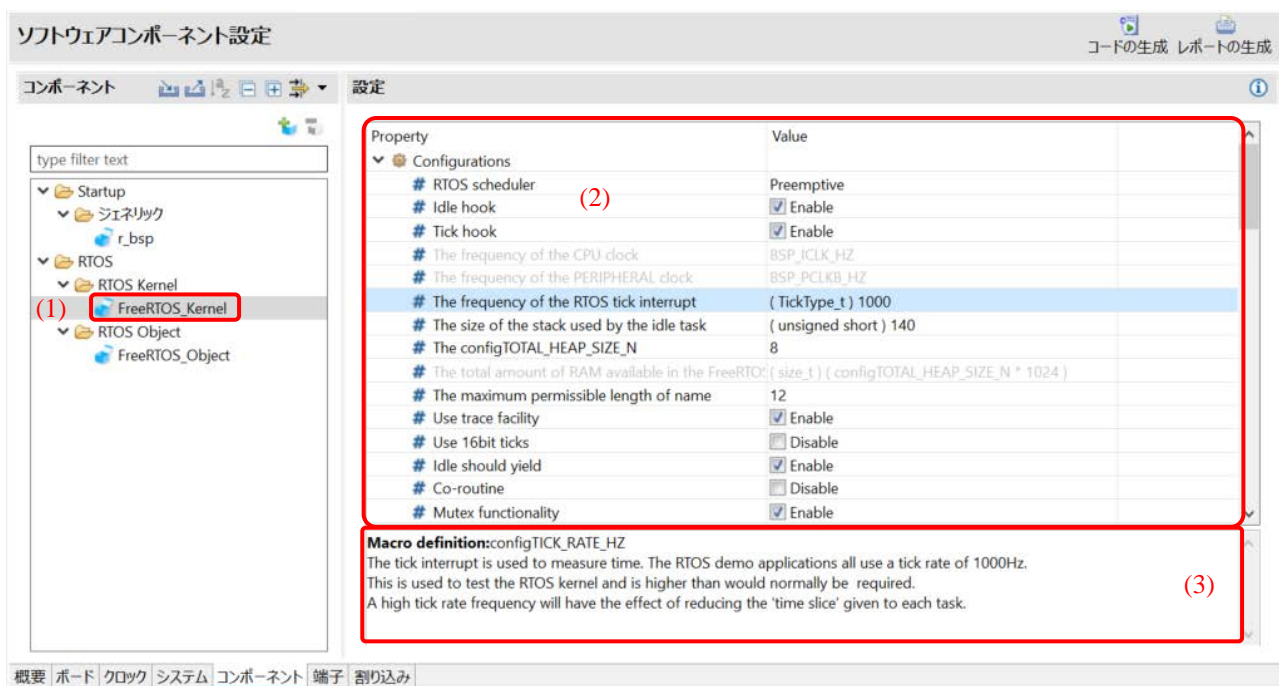 ソフトウェアコンポーネント設定
コードの生成 レポートの生成
コンポーネント
設定
type filter text
Startup
ジェネリック
r_bsp
RTOS
RTOS Kernel
(1)
FreeRTOS_Kernel
RTOS Object
FreeRTOS_Object
Property Value
Configurations
RTOS scheduler Preemptive
(2)
Idle hook Enable
Tick hook Enable
The frequency of the CPU clock BSP_ICLK_HZ
The frequency of the PERIPHERAL clock BSP_PCLKB_HZ
The frequency of the RTOS tick interrupt ( TickType_t ) 1000
The size of the stack used by the idle task ( unsigned short ) 140
The configTOTAL_HEAP_SIZE_N 8
The total amount of RAM available in the FreeRTO: ( size_t ) ( configTOTAL_HEAP_SIZE_N * 1024 )
The maximum permissible length of name 12
Use trace facility Enable
Use 16bit ticks Disable
Idle should yield Enable
Co-routine Disable
Mutex functionality Enable
Macro definition:configTICK_RATE_HZ
The tick interrupt is used to measure time. The RTOS demo applications all use a tick rate of 1000Hz.
This is used to test the RTOS kernel and is higher than would normally be required.
A high tick rate frequency will have the effect of reducing the 'time slice' given to each task.
(3)
概要 ボード クロック システム コンポーネント 端子 割り込み